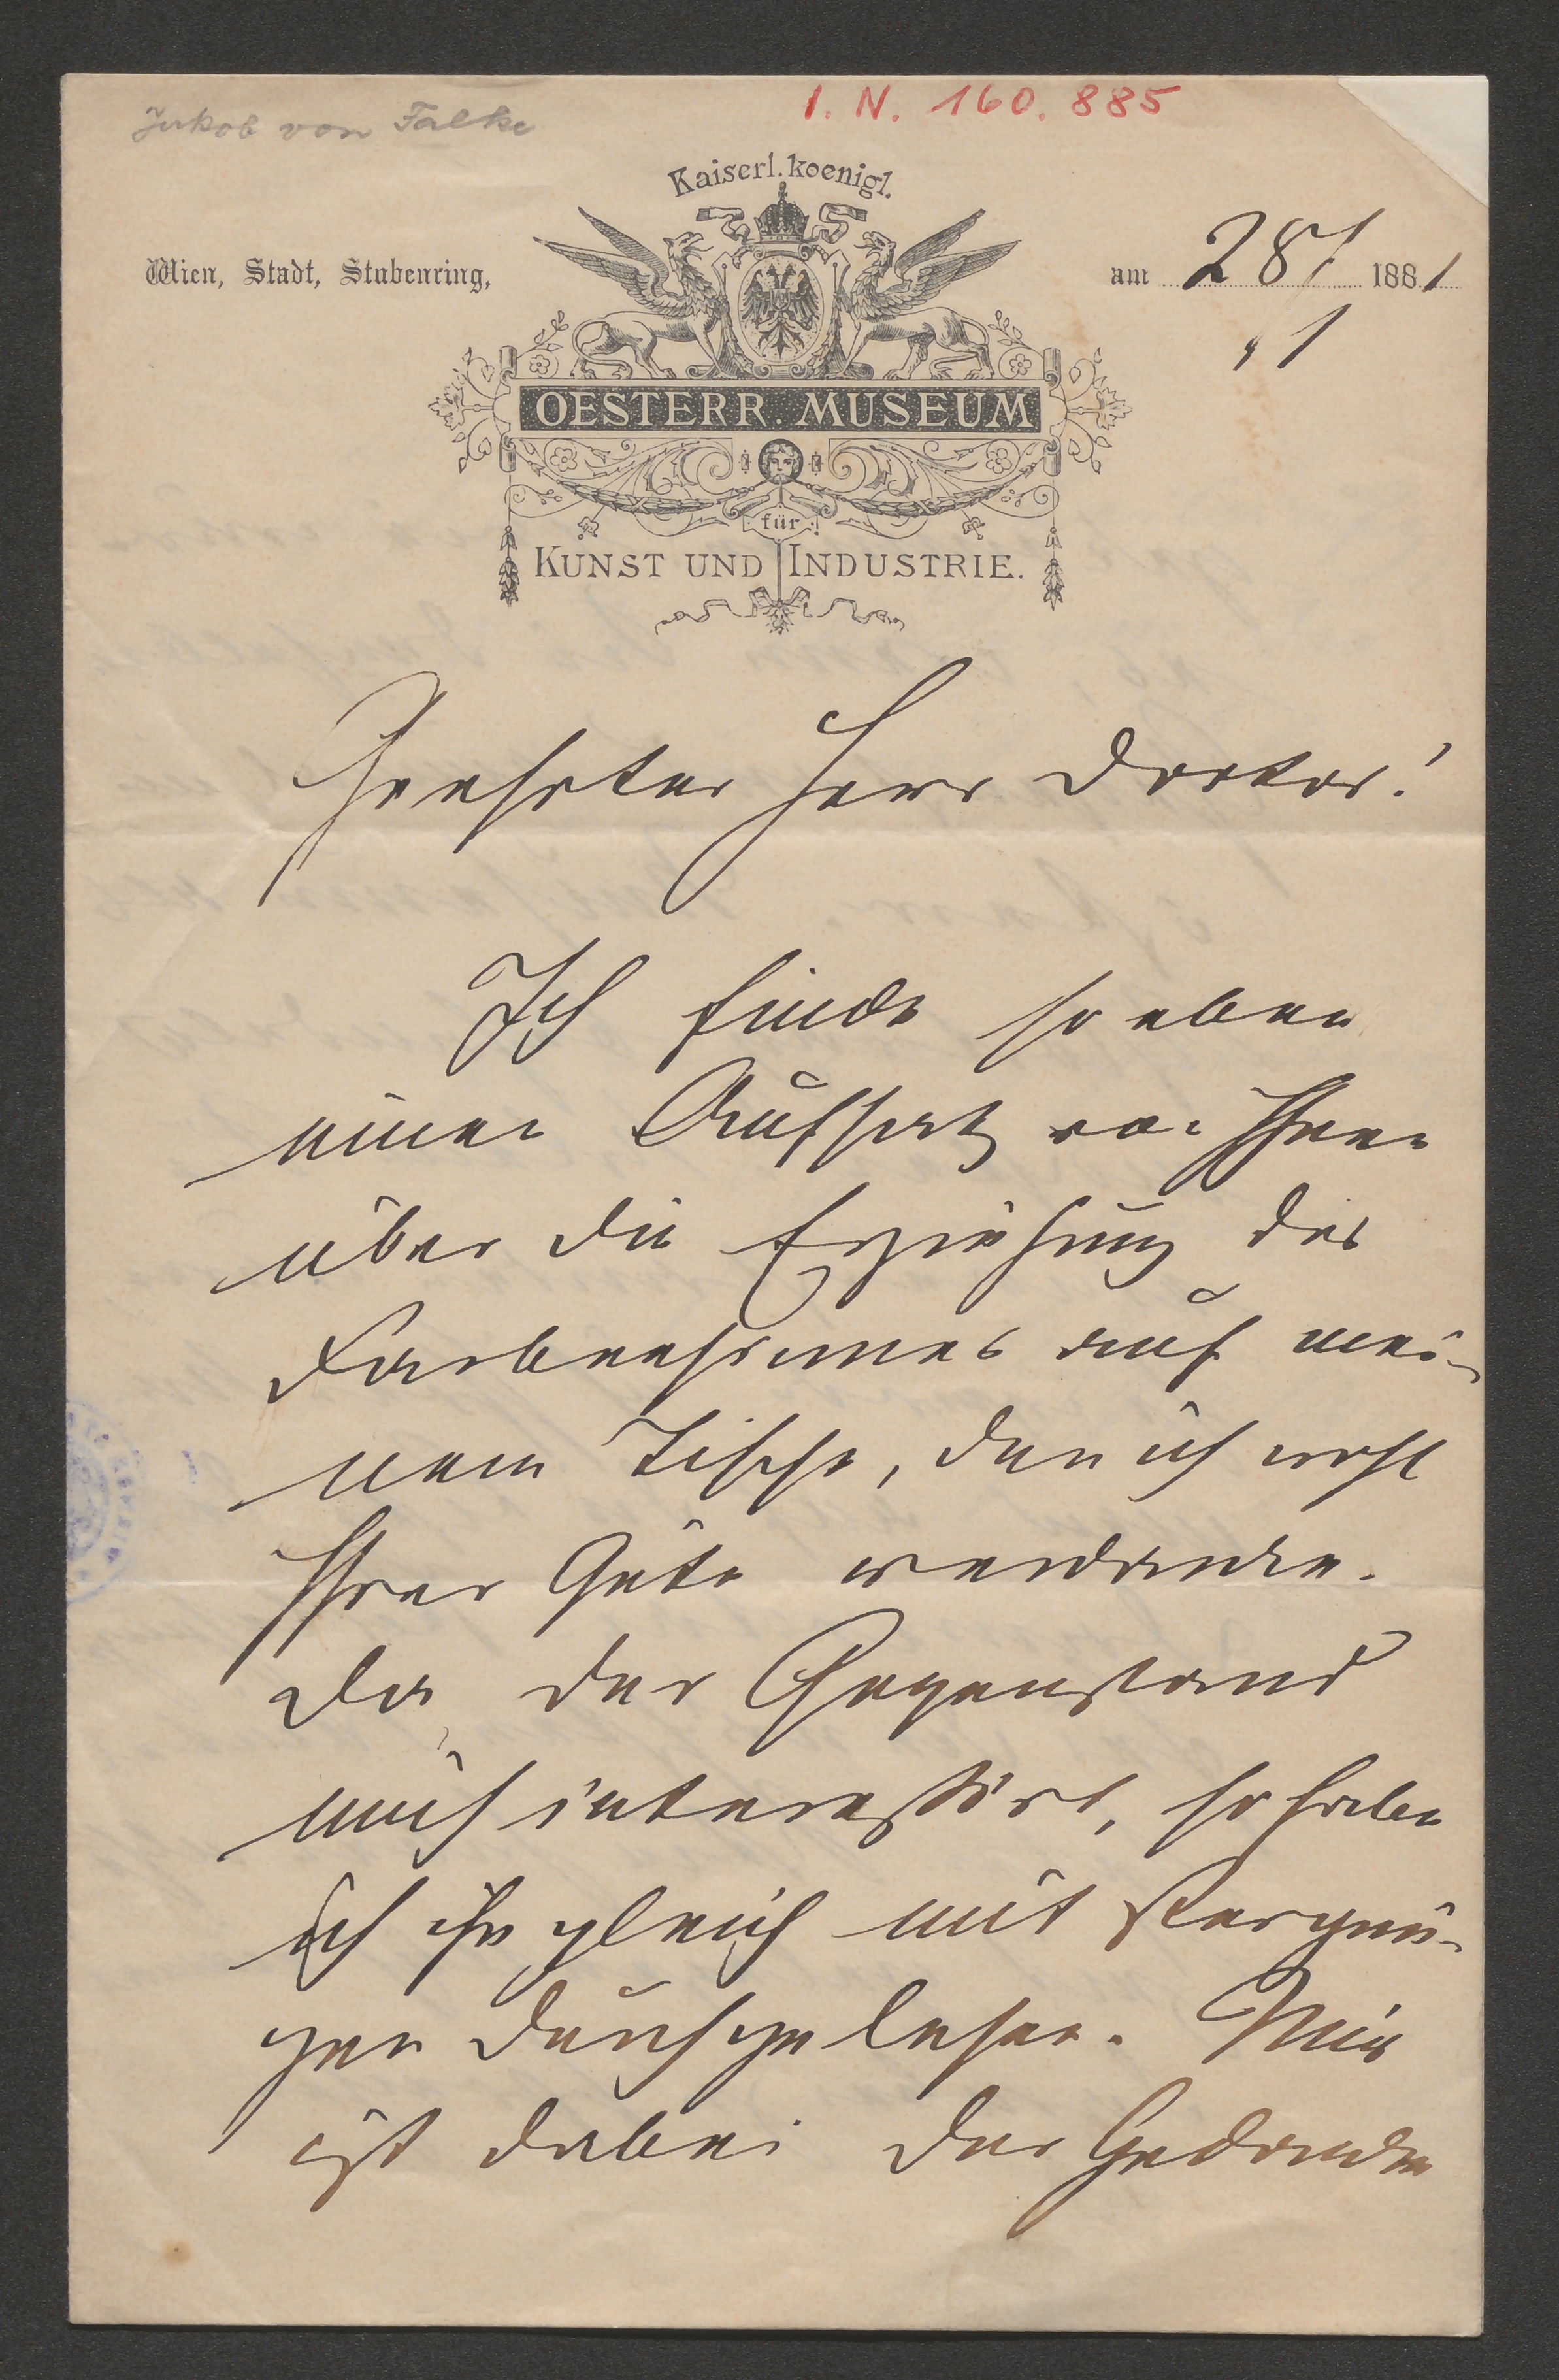 Jakob von Falke
I. N. 160.885
Kaiserl. koenigl.
Wien, Stadt, Stubenring,
am 28/ 1881
1
OESTERR. MUSEUM
für
KUNST UND INDUSTRIE.
Geehrter Herr Doctor!
Ich finde so eben
einen Aufsatz von Ihnen
über die Erziehung des
Farbensinnes auf mei-
nem Tische, den ich wohl
Ihrer Güte verdanke.
Da der Gegenstand
mich interessirt, so habe
ich ihn gleich mit Vergnü-
gen durchgelesen. Mir
ist dabei der Gedanke